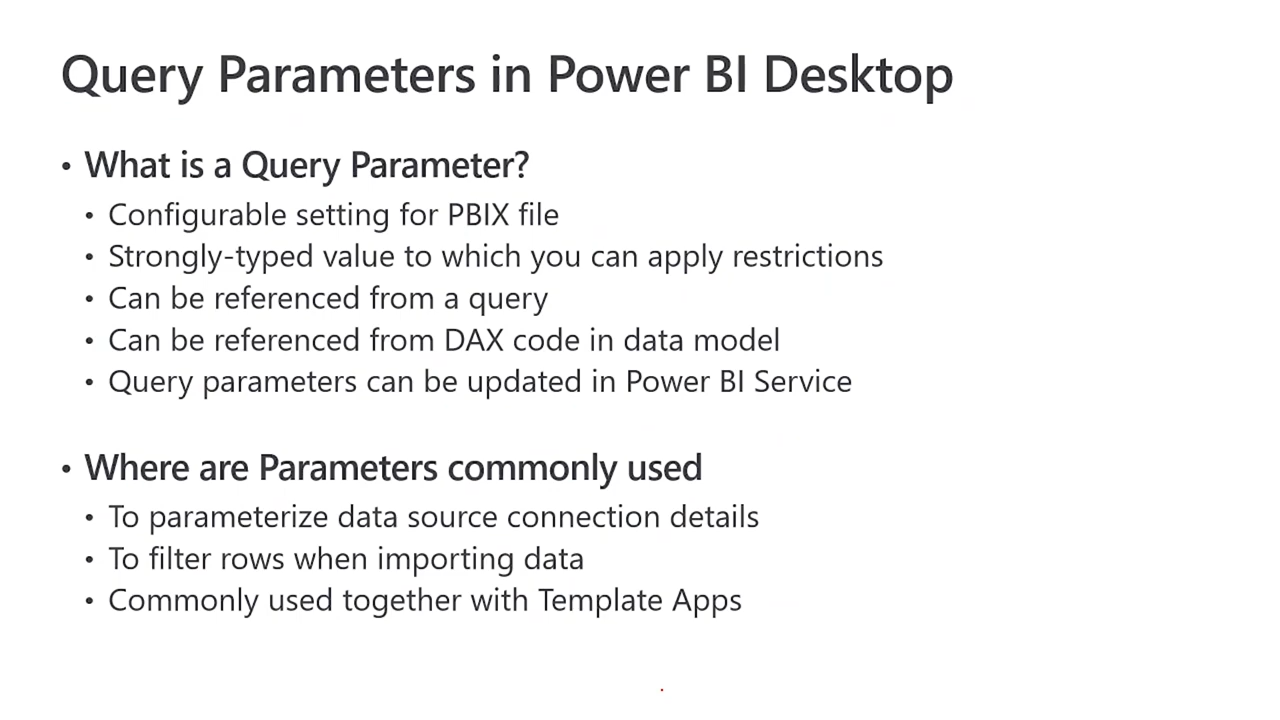 Query Parameters in Power BI Desktop
• What is a Query Parameter?
• Configurable setting for PBIX file
• Strongly-typed value to which you can apply restrictions
• Can be referenced from a query
• Can be referenced from DAX code in data model
• Query parameters can be updated in Power BI Service
• Where are Parameters commonly used
• To parameterize data source connection details
• To filter rows when importing data
• Commonly used together with Template Apps